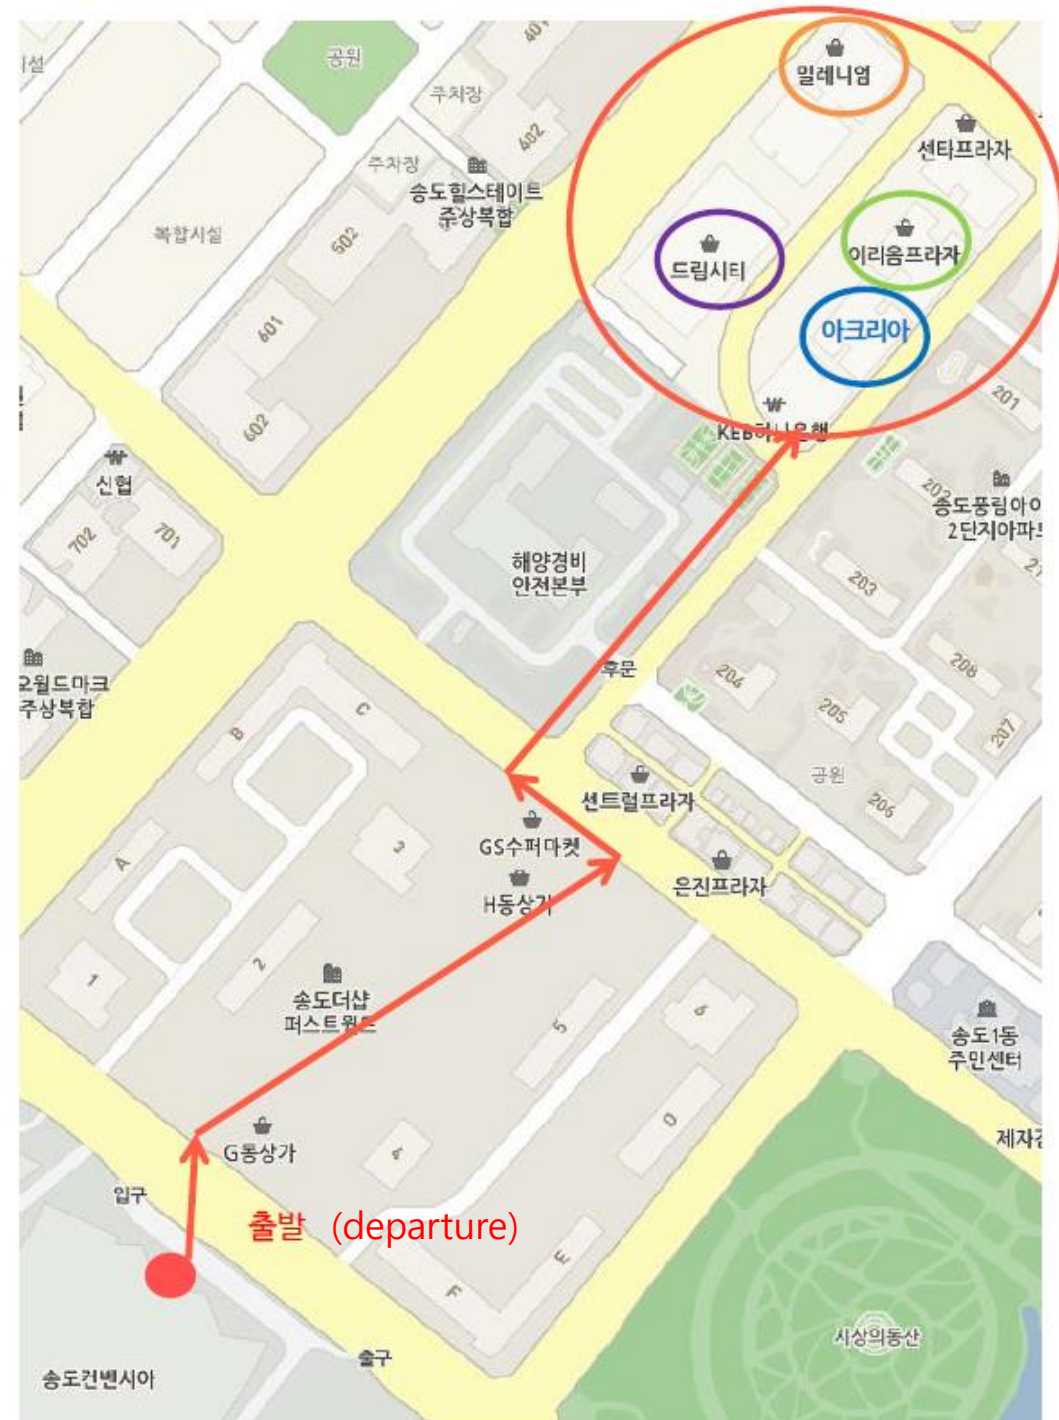 공원
401
주차장
402
밀레니엄
센타프라자
주차장
송도힐스테이트
주상복합
502
복합시설
이리옴프라자
드림시티
601
아크리아
602
201
KEB하나은행
신협
202
송도풍림아이
2단지아파트
702
701
해양경비
안전본부
203
후문
204
208
205
207
주상복합
C
B
공원
206
센트럴프라자
GS수퍼마켓
3
A
은진프라자
H동상가
2
1
송도더샵
퍼스트월드
5
6
송도1동
주민센터
G동상가
4
D
입구
출발 (departure)
E
F
시상의동산
출구
송도컨벤시아